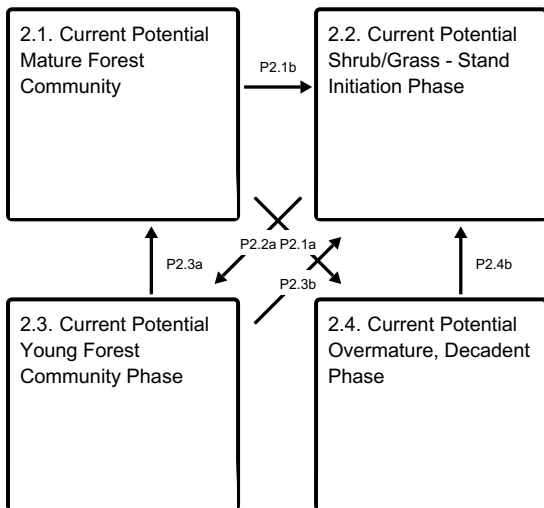 2.1. Current Potential
Mature Forest
Community
P2.1b
2.2. Current Potential
Shrub/Grass - Stand
Initiation Phase
P2.3a
P2.2a P2.1a
P2.3b
P2.4b
2.3. Current Potential
Young Forest
Community Phase
2.4. Current Potential
Overmature, Decadent
Phase